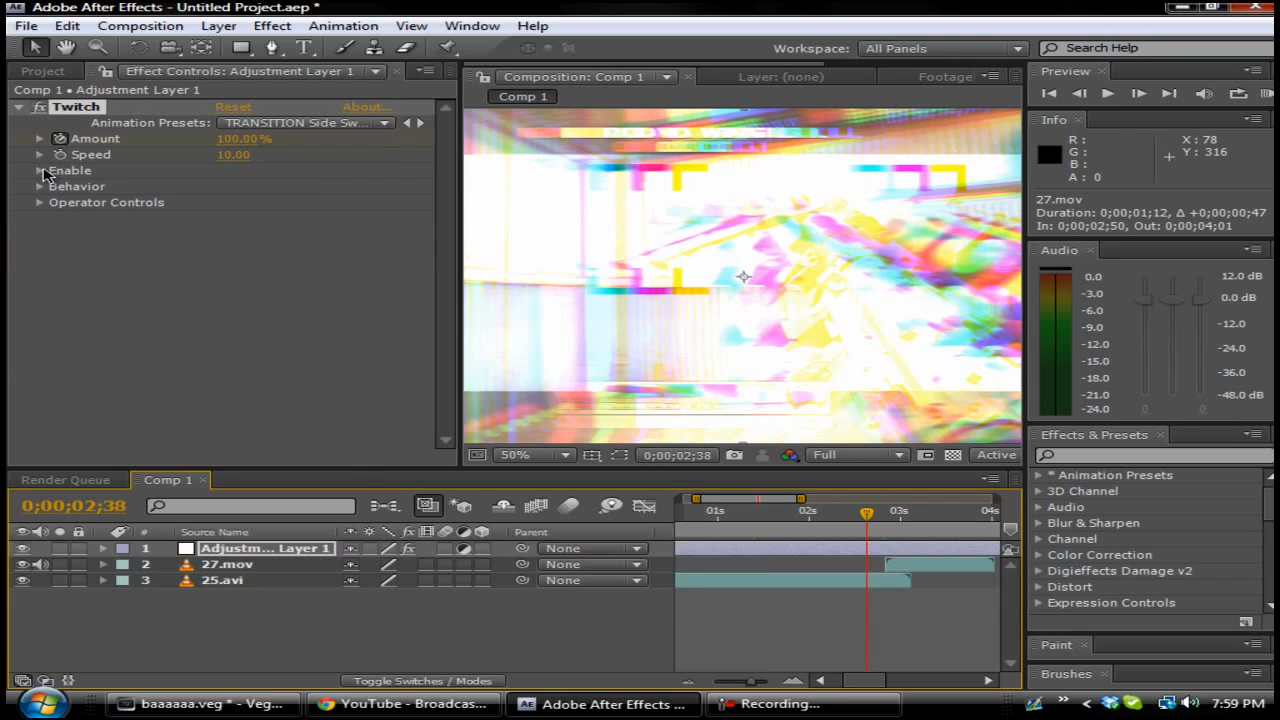 AE Adobe After Effects - Untitled Project.aep *
File Edit Composition Layer Effect Animation View Window Help
Workspace: All Panels Search Help
Project Effect Controls: Adjustment Layer 1 Composition: Comp 1 Layer: (none) Footage Preview
Comp 1 • Adjustment Layer 1 Comp 1
fx Twitch Reset About...
Animation Presets: TRANSITION Side Sw...
Amount 100.00%
Speed 10.00
Enable
Behavior
Operator Controls
Info
R: X: 78
G: Y: 316
B:
A: 0
27.mov
Duration: 0;00;01;12, Δ +0;00;00;47
In: 0;00;02;50, Out: 0;00;04;01
Audio
0.0 12.0 dB
-3.0 0.0 dB
-6.0
-9.0 -12.0
-12.0
-15.0 -24.0
-18.0 -36.0
-21.0
-24.0 -48.0 dB
0 0
50% 0;00;02;38 Full Active
Effects & Presets
* Animation Presets
3D Channel
Audio
Blur & Sharpen
Channel
Color Correction
Digieffects Damage v2
Distort
Expression Controls
Paint
Brushes
Render Queue Comp 1
0;00;02;38
01s 02s 03s 04s
# Source Name fx Parent
1 Adjustm... Layer 1 fx None
2 27.mov None
3 25.avi None
Toggle Switches / Modes
baaaaaa.veg * - Veg... YouTube - Broadcas... AE Adobe After Effects ... Recording... 7:59 PM